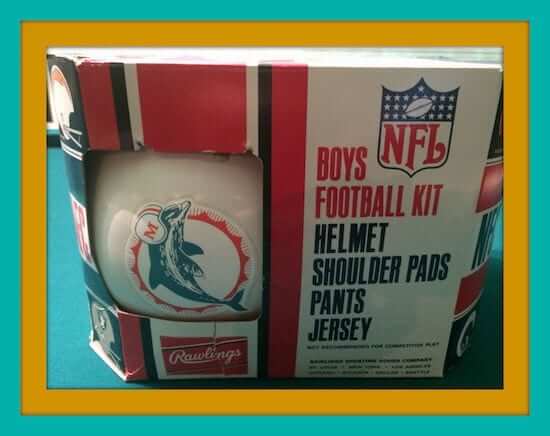 NFL
BOYS
FOOTBALL KIT
HELMET
SHOULDER PADS
PANTS
JERSEY
NOT RECOMMENDED FOR COMPETITIVE PLAY
RAWLINGS SPORTING GOODS COMPANY
ST. LOUIS • NEW YORK • LOS ANGELES
CHICAGO • DALLAS • SEATTLE
M
Rawlings